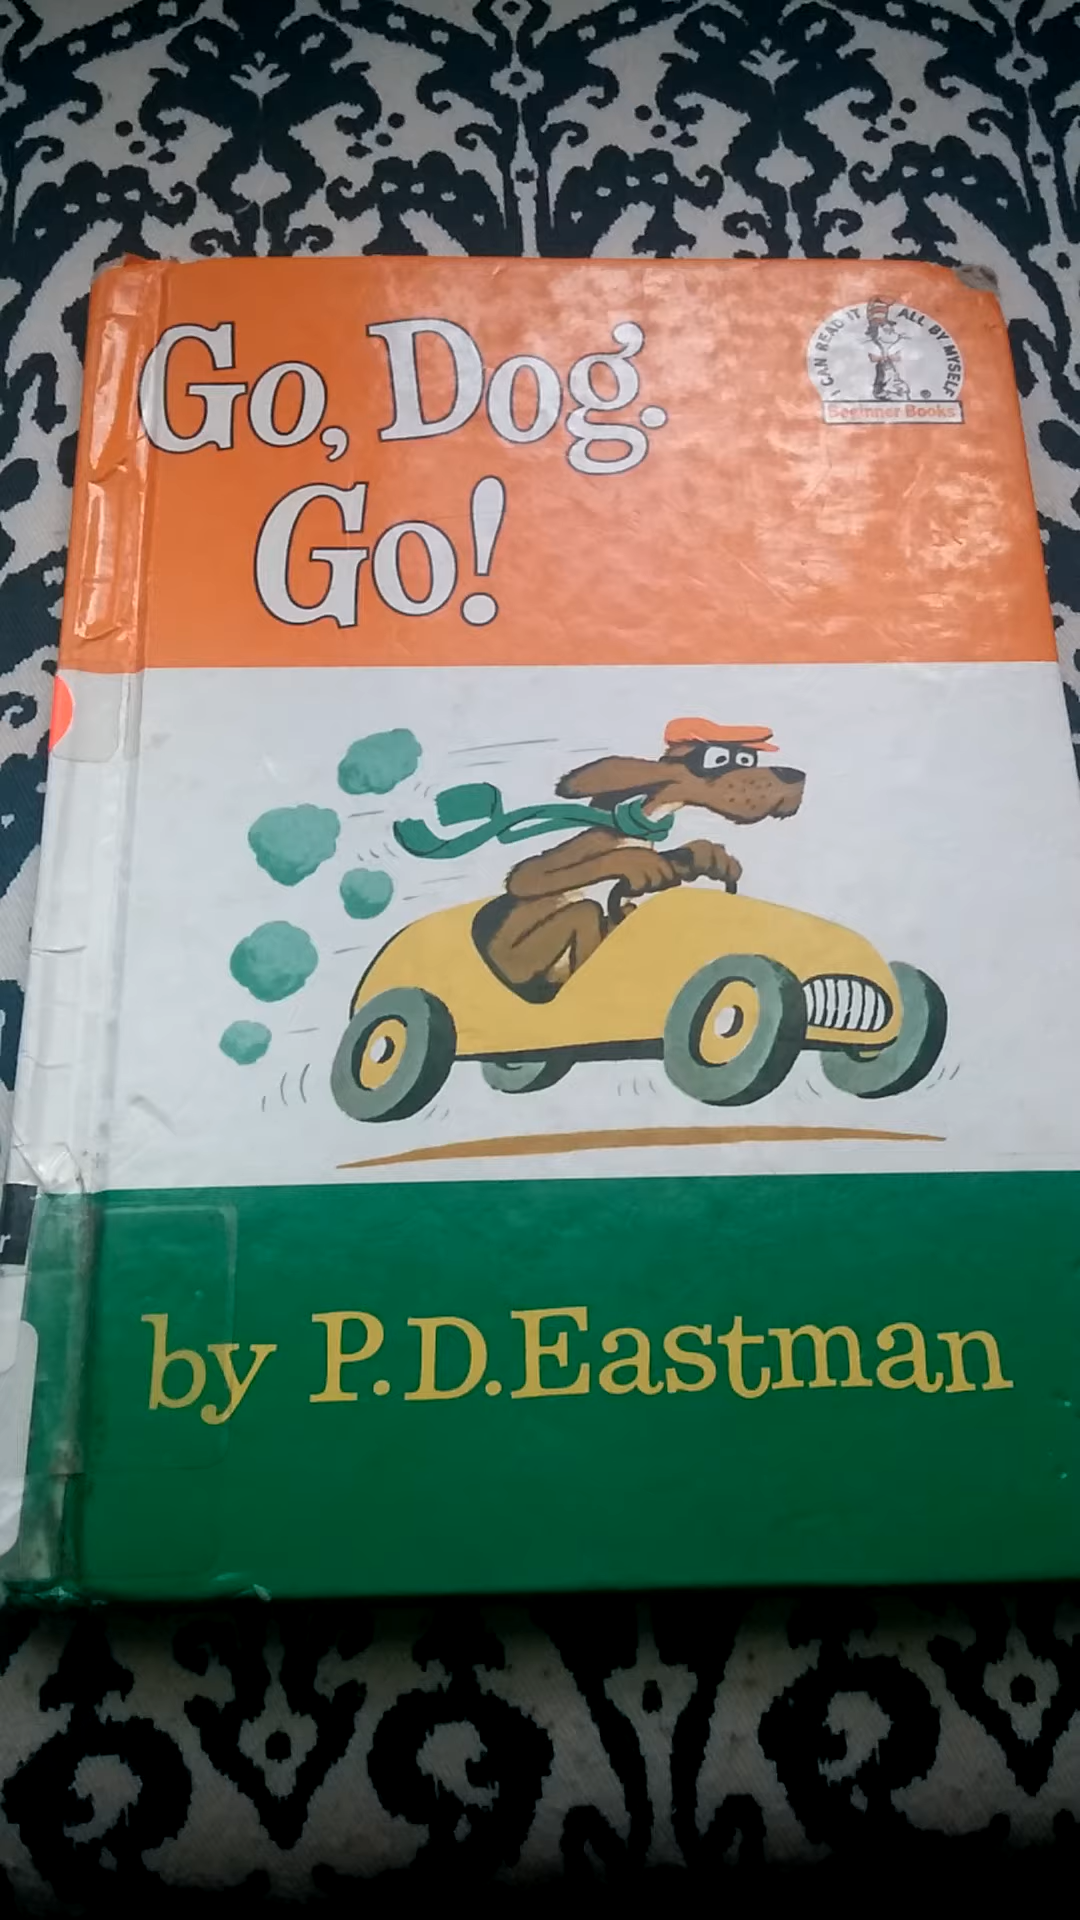 Go, Dog.
Go!
I CAN READ IT ALL BY MYSELF
Beginner Books
by P.D.Eastman